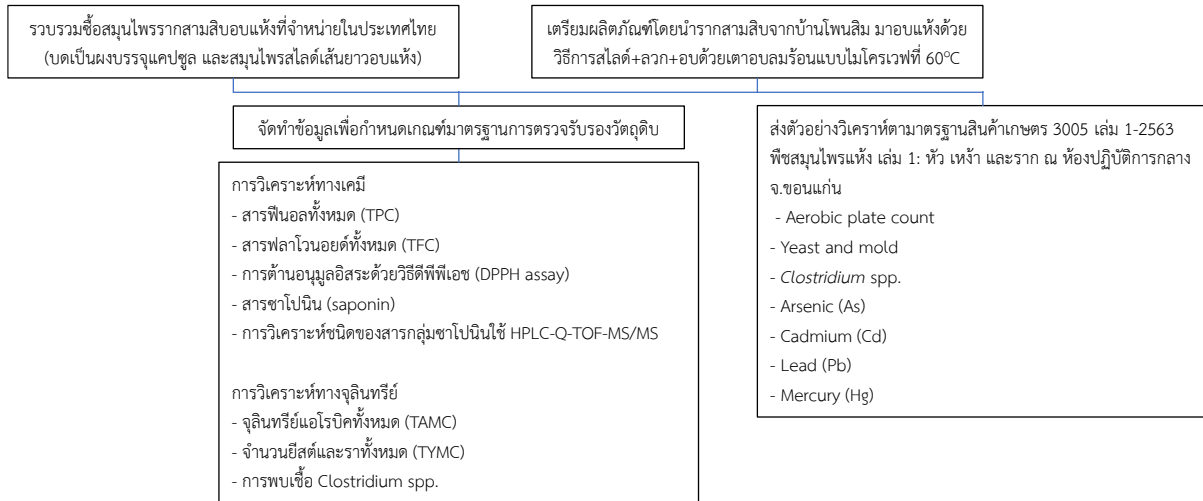 รวบรวมซื้อสมุนไพรรากสามสิบอบแห้งที่จำหน่ายในประเทศไทย
(บดเป็นผงบรรจุแคปซูล และสมุนไพรสไลด์เส้นยาวอบแห้ง)
เตรียมผลิตภัณฑ์โดยนำรากสามสิบจากบ้านโพนสิม มาอบแห้งด้วย
วิธีการสไลด์+ลวก+อบด้วยเตาอบลมร้อนแบบไมโครเวฟที่ 60⁰C
จัดทำข้อมูลเพื่อกำหนดเกณฑ์มาตรฐานการตรวจรับรองวัตถุดิบ
การวิเคราะห์ทางเคมี
- สารฟีนอลทั้งหมด (TPC)
- สารฟลาโวนอยด์ทั้งหมด (TFC)
- การต้านอนุมูลอิสระด้วยวิธีดีพีพีเอช (DPPH assay)
- สารซาโปนิน (saponin)
- การวิเคราะห์ชนิดของสารกลุ่มซาโปนินใช้ HPLC-Q-TOF-MS/MS
การวิเคราะห์ทางจุลินทรีย์
- จุลินทรีย์แอโรบิคทั้งหมด (TAMC)
- จำนวนยีสต์และราทั้งหมด (TYMC)
- การพบเชื้อ Clostridium spp.
ส่งตัวอย่างวิเคราห์ตามาตรฐานสินค้าเกษตร 3005 เล่ม 1-2563
พืชสมุนไพรแห้ง เล่ม 1: หัว เหง้า และราก ณ ห้องปฏิบัติการกลาง
จ.ขอนแก่น
- Aerobic plate count
- Yeast and mold
- Clostridium spp.
- Arsenic (As)
- Cadmium (Cd)
- Lead (Pb)
- Mercury (Hg)